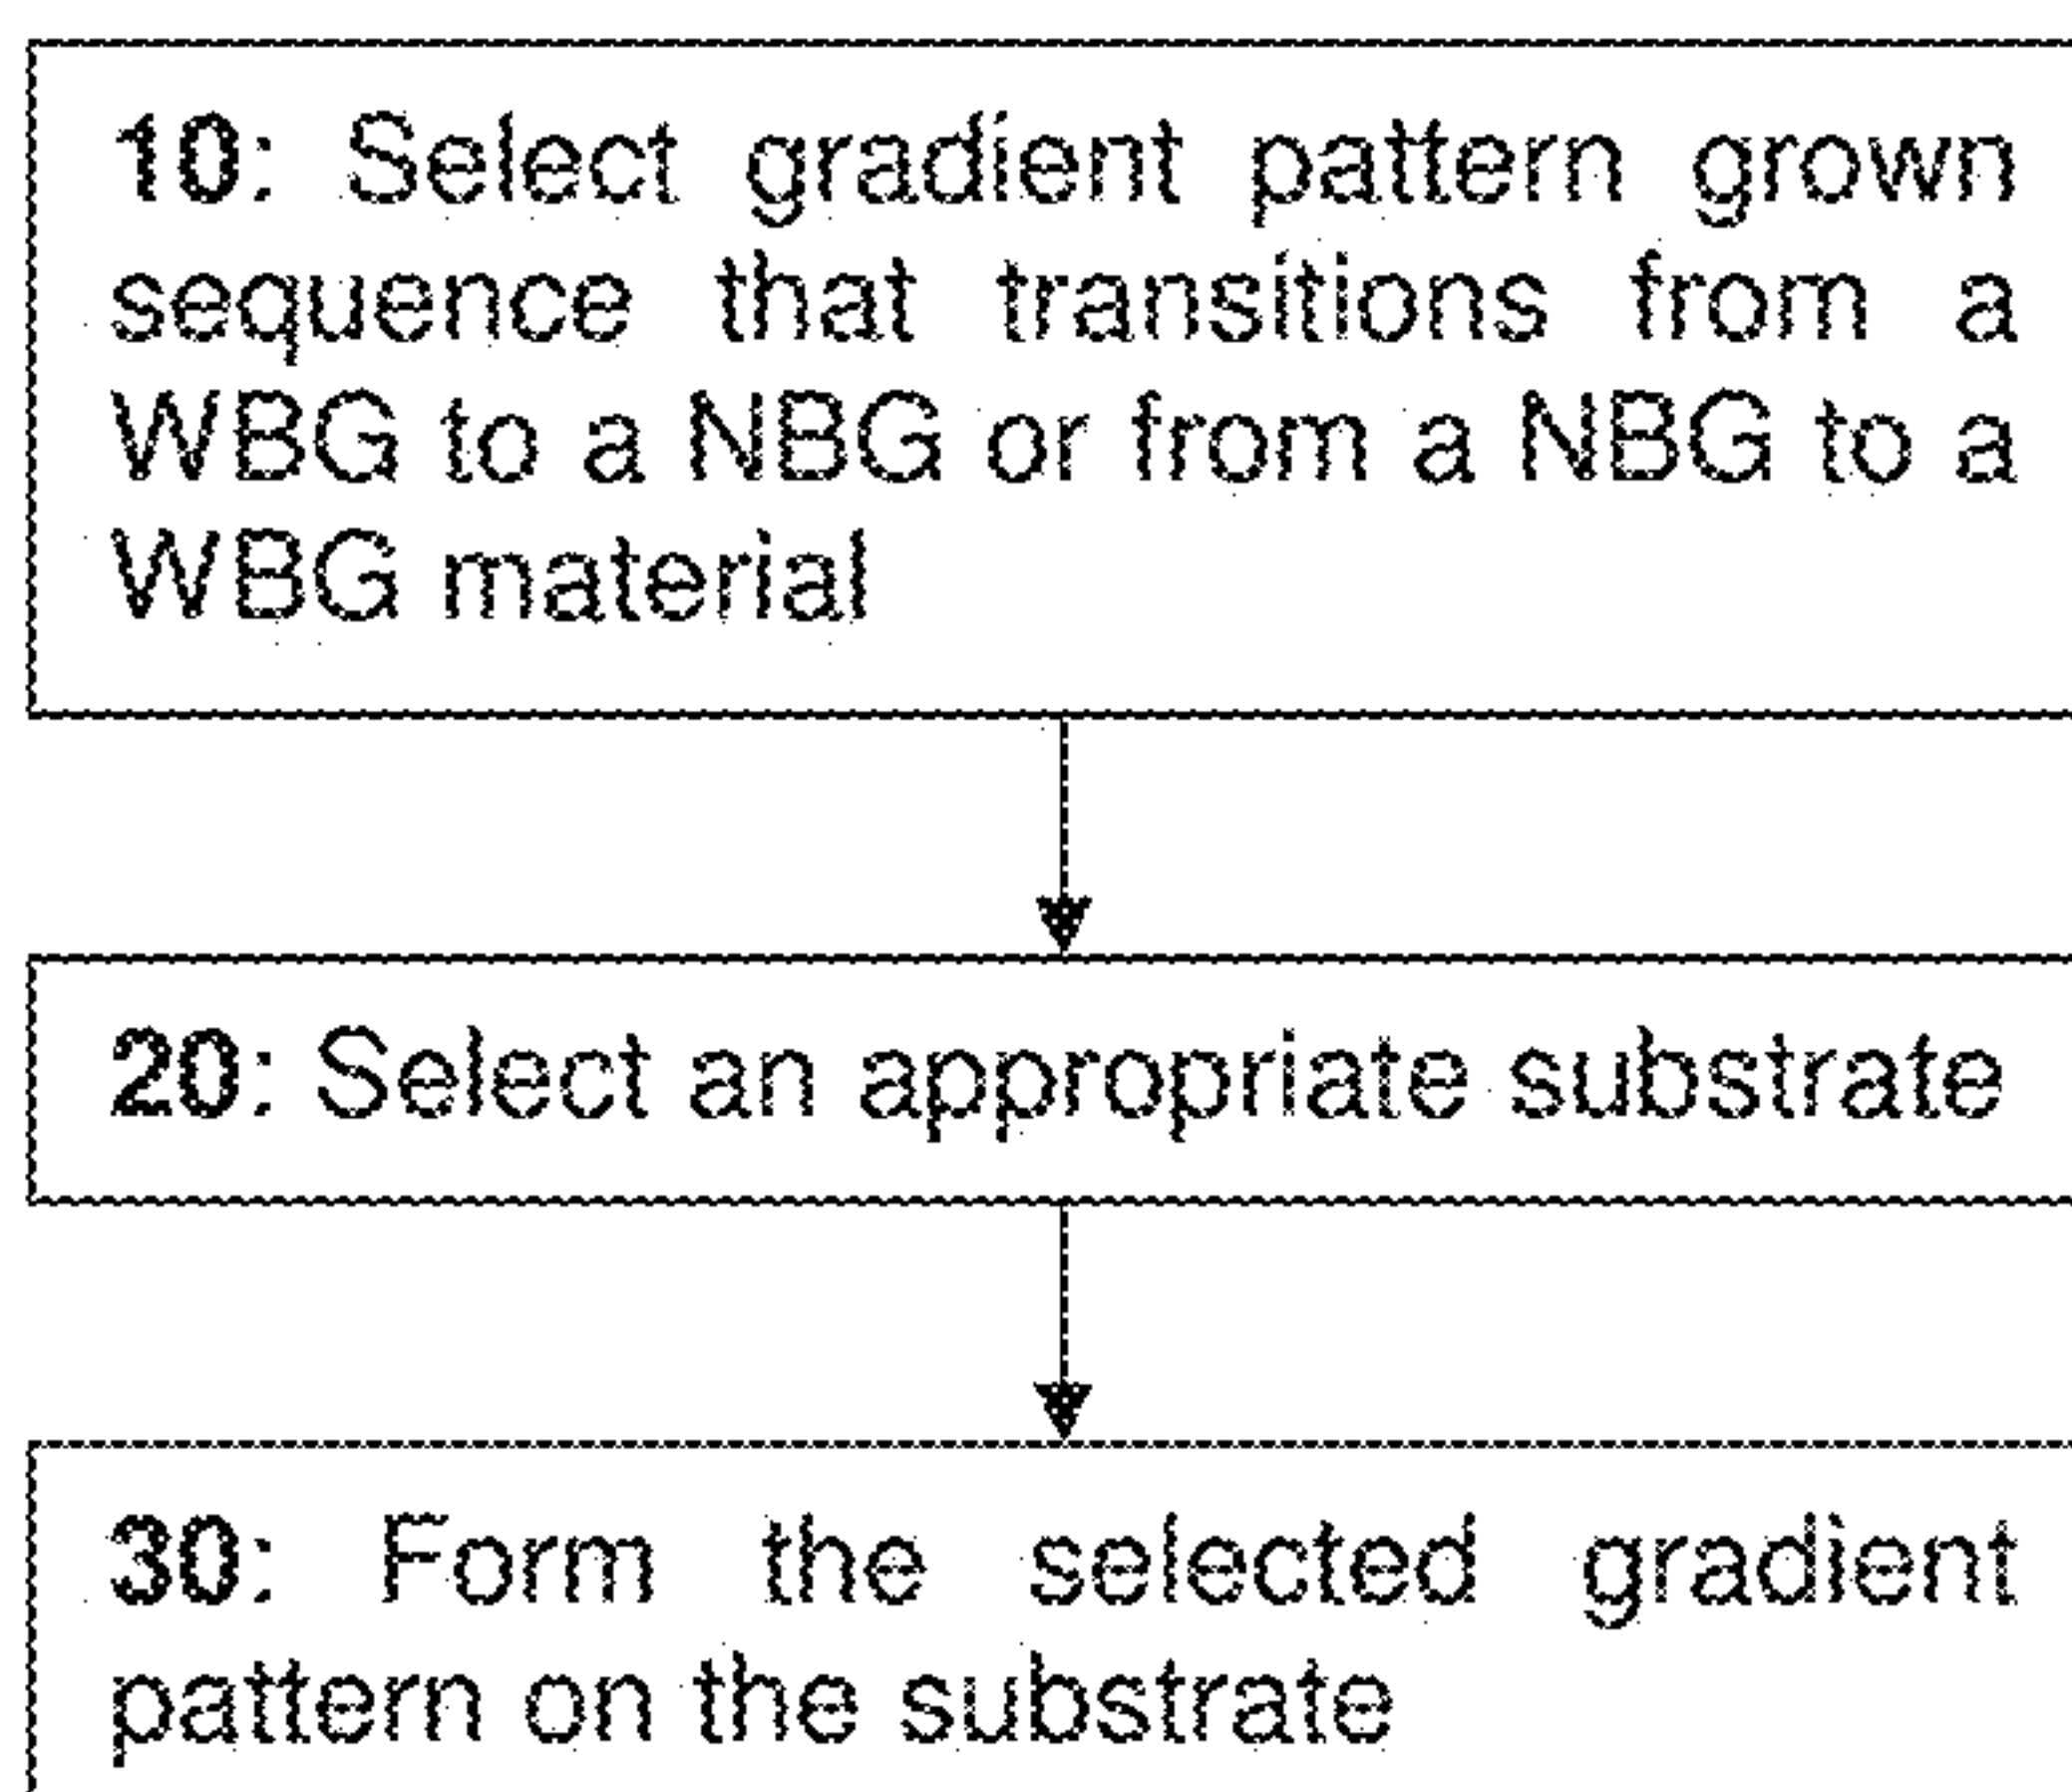 10: Select gradient pattern grown
sequence that transitions from a
WBG to a NBG or from a NBG to a
WBG material
20: Select an appropriate substrate
30: Form the selected gradient
pattern on the substrate